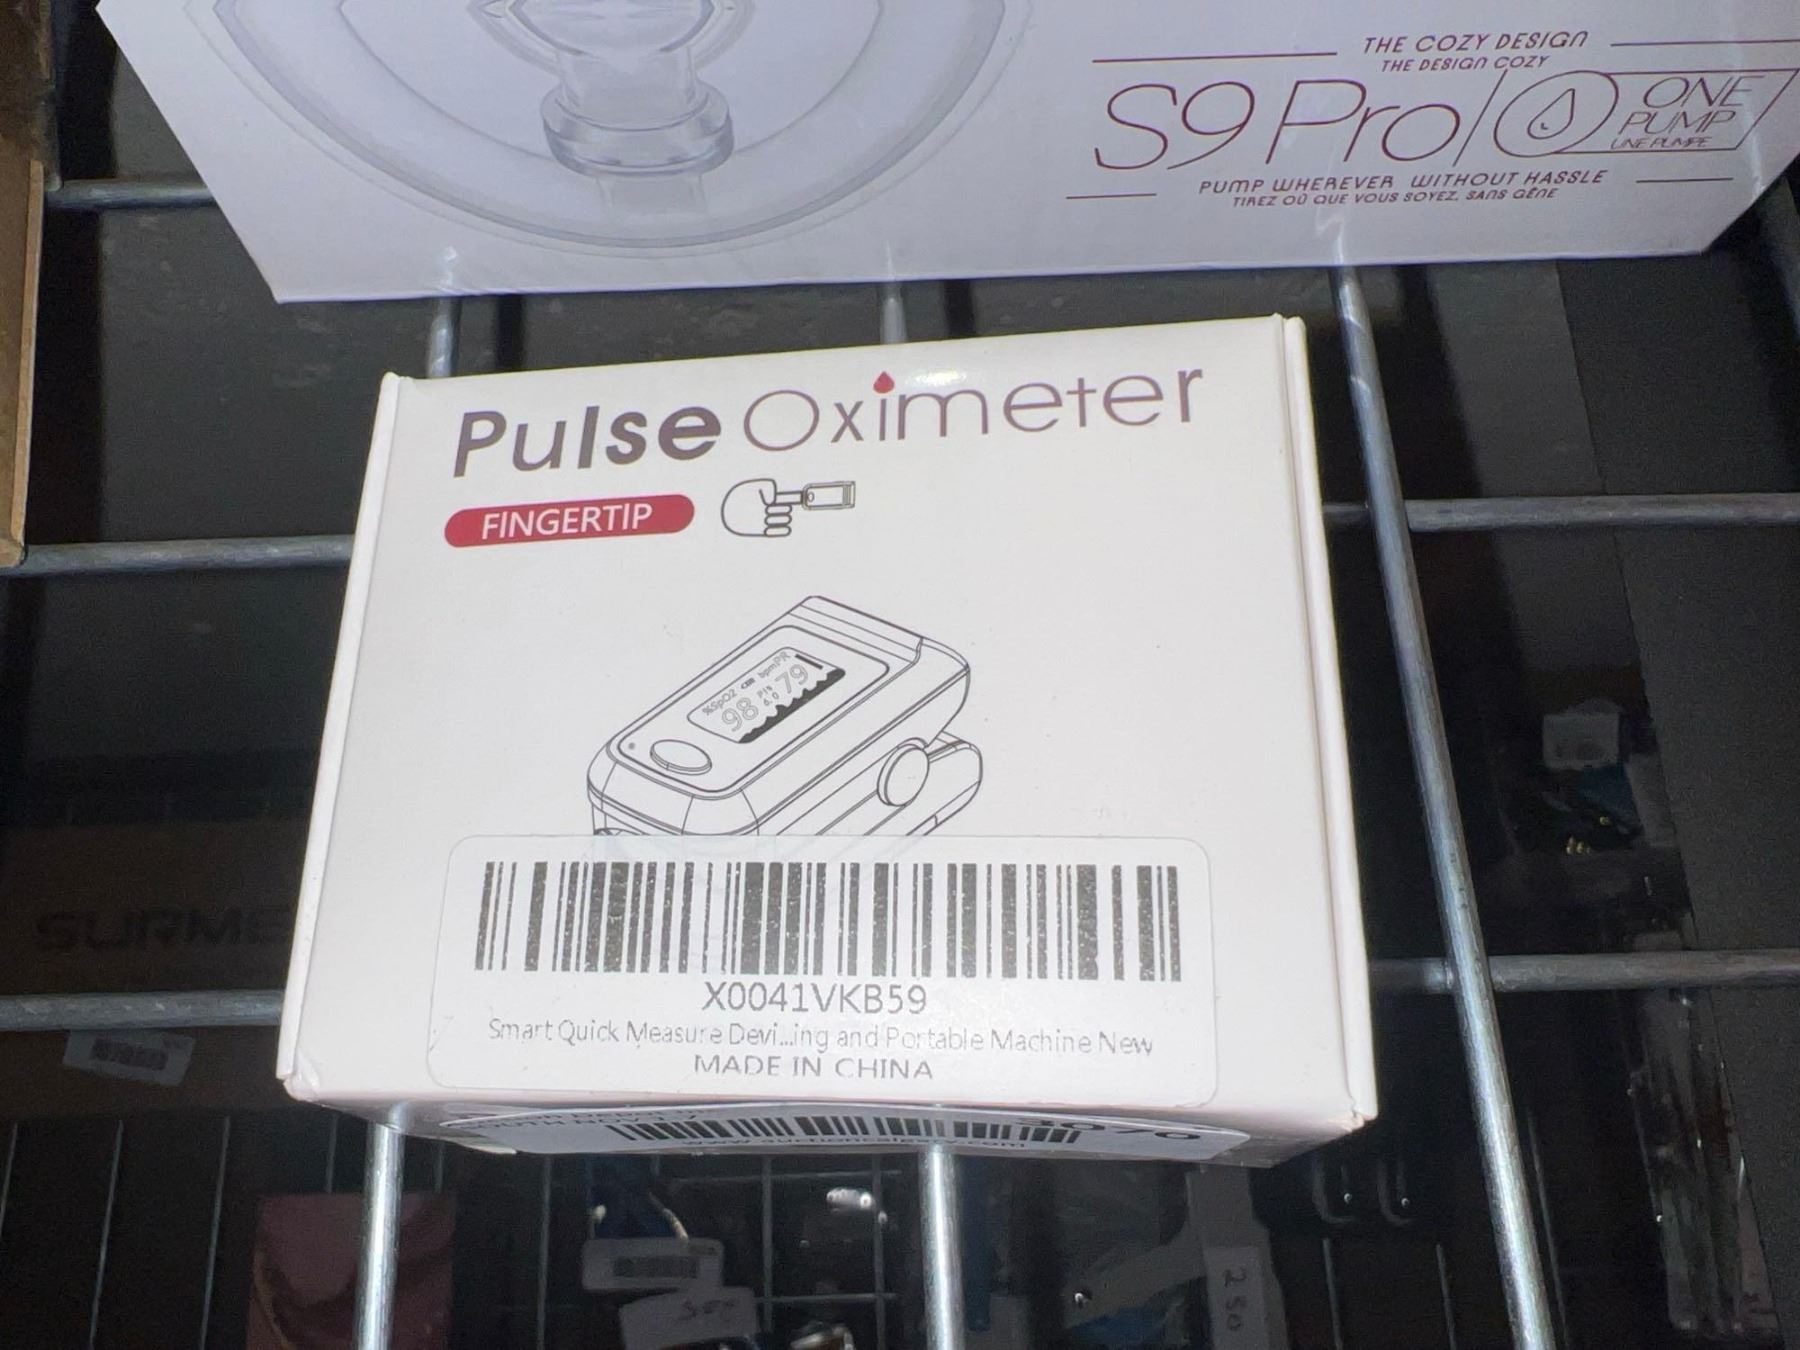 THE COZY DESIGN
THE DESIGN COZY
S9 Pro
ONE
PUMP
UNE PUMPE
PUMP WHEREVER WITHOUT HASSLE
TIREZ OÙ QUE VOUS SOYEZ, SANS GÊNE
Pulse Oximeter
FINGERTIP
%SpO2 bpmPR
98 79
X0041VKB59
Smart Quick Measure Devi...ing and Portable Machine New
MADE IN CHINA
SURME
250